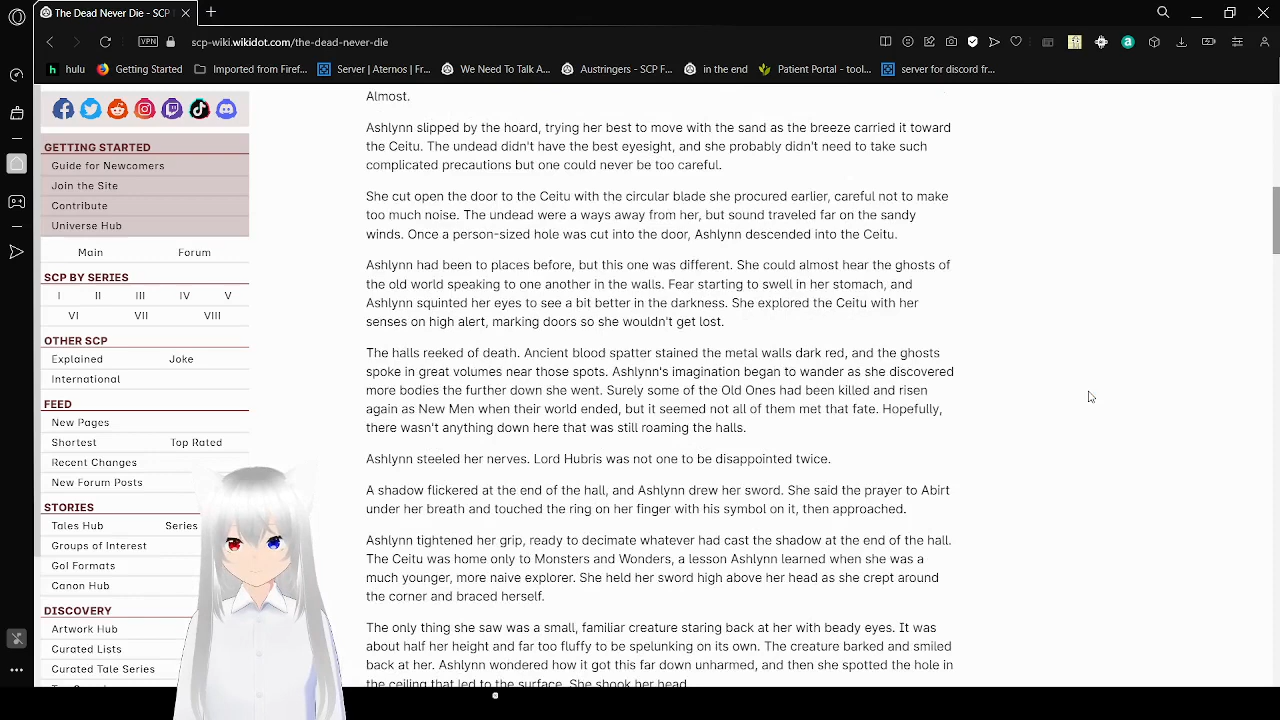 The Dead Never Die - SCP
VPN
scp-wiki.wikidot.com/the-dead-never-die
hulu
Getting Started
Imported from Firef...
Server | Aternos | Fr...
We Need To Talk A...
Austringers - SCP F...
in the end
Patient Portal - tool...
server for discord fr...
GETTING STARTED
Guide for Newcomers
Join the Site
Contribute
Universe Hub
Main Forum
SCP BY SERIES
I II III IV V
VI VII VIII
OTHER SCP
Explained Joke
International
FEED
New Pages
Shortest Top Rated
Recent Changes
New Forum Posts
STORIES
Tales Hub Series
Groups of Interest
GoI Formats
Canon Hub
DISCOVERY
Artwork Hub
Curated Lists
Curated Tale Series
Almost.
Ashlynn slipped by the hoard, trying her best to move with the sand as the breeze carried it toward
the Ceitu. The undead didn't have the best eyesight, and she probably didn't need to take such
complicated precautions but one could never be too careful.
She cut open the door to the Ceitu with the circular blade she procured earlier, careful not to make
too much noise. The undead were a ways away from her, but sound traveled far on the sandy
winds. Once a person-sized hole was cut into the door, Ashlynn descended into the Ceitu.
Ashlynn had been to places before, but this one was different. She could almost hear the ghosts of
the old world speaking to one another in the walls. Fear starting to swell in her stomach, and
Ashlynn squinted her eyes to see a bit better in the darkness. She explored the Ceitu with her
senses on high alert, marking doors so she wouldn't get lost.
The halls reeked of death. Ancient blood spatter stained the metal walls dark red, and the ghosts
spoke in great volumes near those spots. Ashlynn's imagination began to wander as she discovered
more bodies the further down she went. Surely some of the Old Ones had been killed and risen
again as New Men when their world ended, but it seemed not all of them met that fate. Hopefully,
there wasn't anything down here that was still roaming the halls.
Ashlynn steeled her nerves. Lord Hubris was not one to be disappointed twice.
A shadow flickered at the end of the hall, and Ashlynn drew her sword. She said the prayer to Abirt
under her breath and touched the ring on her finger with his symbol on it, then approached.
Ashlynn tightened her grip, ready to decimate whatever had cast the shadow at the end of the hall.
The Ceitu was home only to Monsters and Wonders, a lesson Ashlynn learned when she was a
much younger, more naive explorer. She held her sword high above her head as she crept around
the corner and braced herself.
The only thing she saw was a small, familiar creature staring back at her with beady eyes. It was
about half her height and far too fluffy to be spelunking on its own. The creature barked and smiled
back at her. Ashlynn wondered how it got this far down unharmed, and then she spotted the hole in
the ceiling that led to the surface. She shook her head